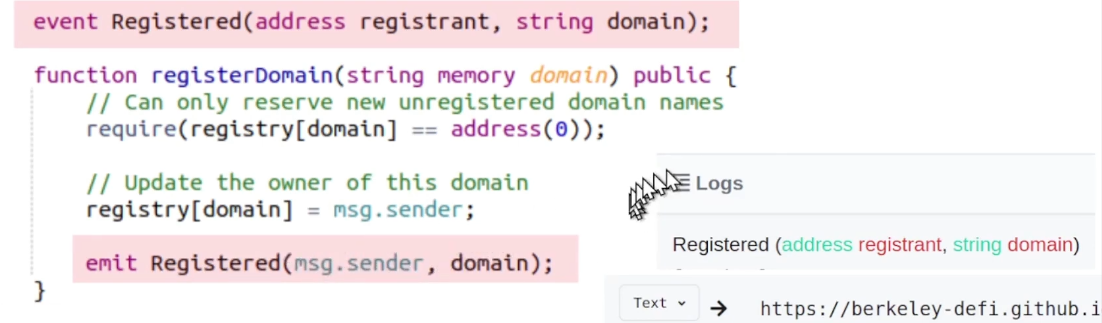 event Registered(address registrant, string domain);
function registerDomain(string memory domain) public {
// Can only reserve new unregistered domain names
require(registry[domain] == address(0));
// Update the owner of this domain
registry[domain] = msg.sender;
emit Registered(msg.sender, domain);
}
Logs
Registered (address registrant, string domain)
Text → https://berkeley-defi.github.i